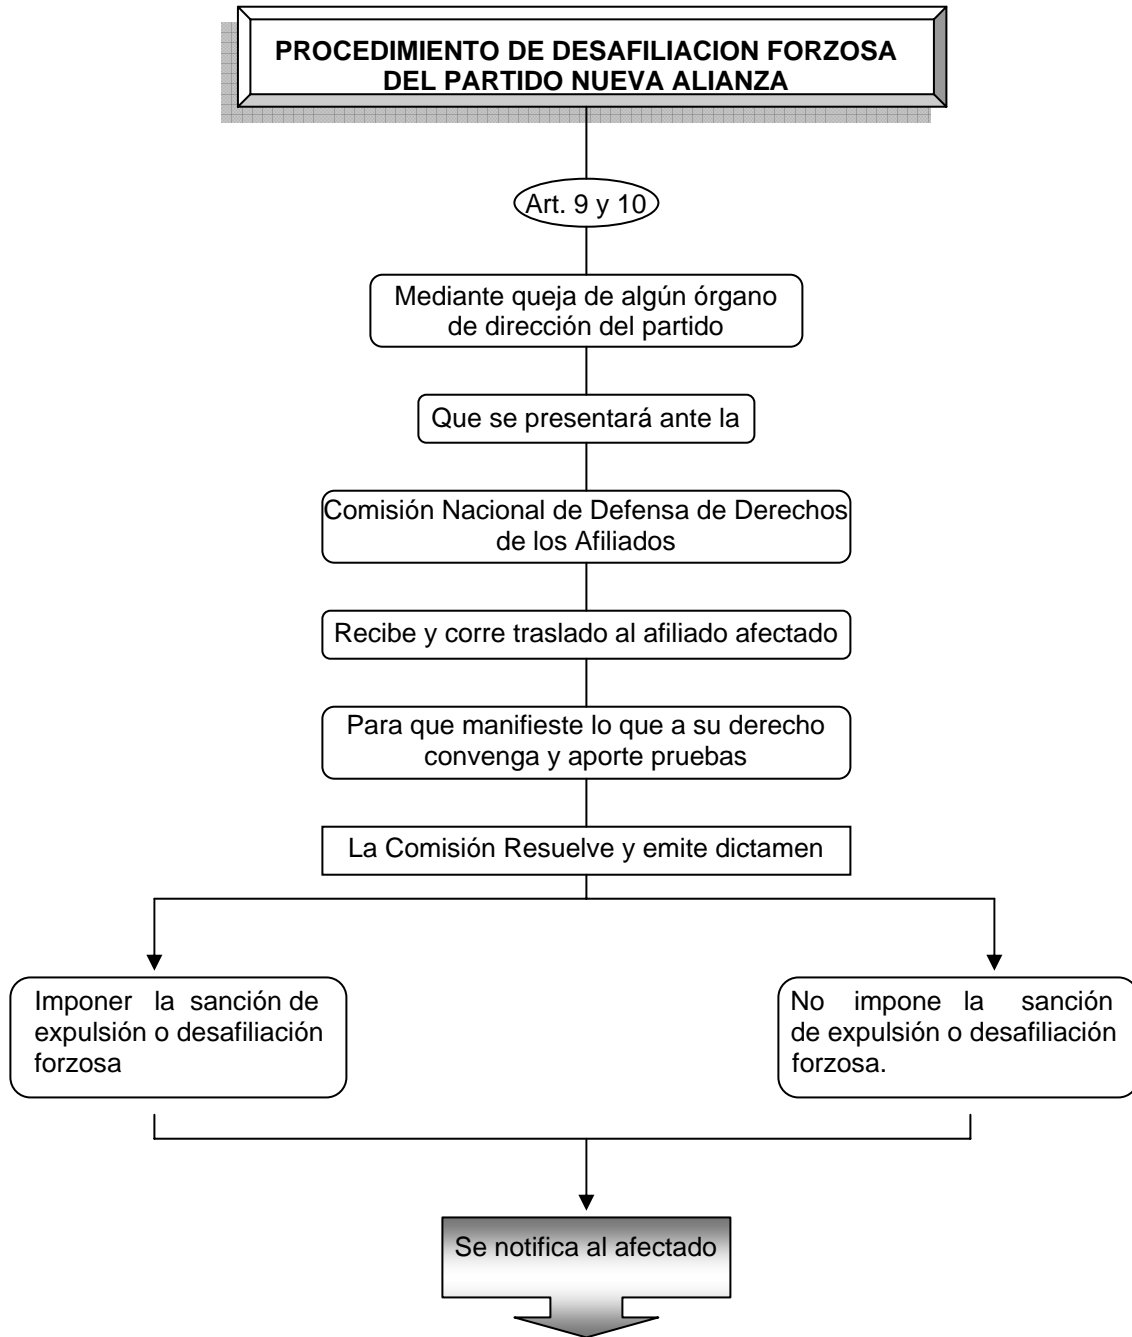 PROCEDIMIENTO DE DESAFILIACION FORZOSA
DEL PARTIDO NUEVA ALIANZA
Art. 9 y 10
Mediante queja de algún órgano
de dirección del partido
Que se presentará ante la
Comisión Nacional de Defensa de Derechos
de los Afiliados
Recibe y corre traslado al afiliado afectado
Para que manifieste lo que a su derecho
convenga y aporte pruebas
La Comisión Resuelve y emite dictamen
Imponer la sanción de
expulsión o desafiliación
forzosa
No impone la sanción
de expulsión o desafiliación
forzosa.
Se notifica al afectado